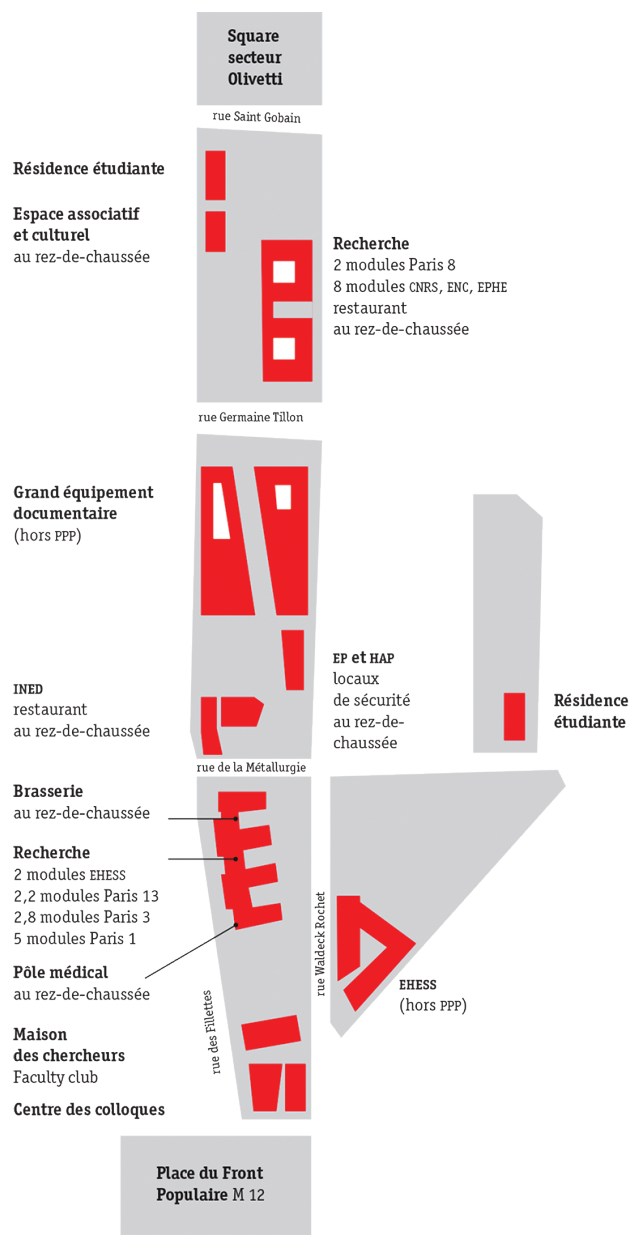 Square
secteur
Olivetti
rue Saint Gobain
Résidence étudiante
Espace associatif
et culturel
au rez-de-chaussée
Recherche
2 modules Paris 8
8 modules CNRS, ENC, EPHE
restaurant
au rez-de-chaussée
rue Germaine Tillon
Grand équipement
documentaire
(hors PPP)
EP et HAP
locaux
de sécurité
au rez-de-
chaussée
INED
restaurant
au rez-de-chaussée
Résidence
étudiante
rue de la Métallurgie
Brasserie
au rez-de-chaussée
Recherche
2 modules EHESS
2,2 modules Paris 13
2,8 modules Paris 3
5 modules Paris 1
Pôle médical
au rez-de-chaussée
rue Waldeck Rochet
EHESS
(hors PPP)
rue des Fillettes
Maison
des chercheurs
Faculty club
Centre des colloques
Place du Front
Populaire M 12